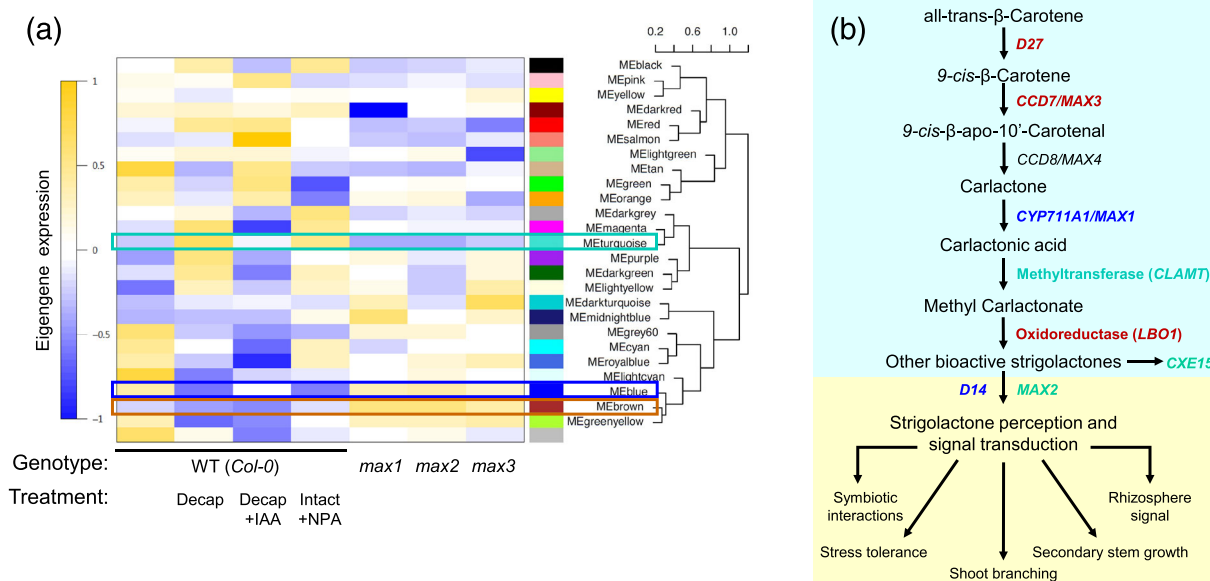 (a)
0.2 0.6 1.0
Eigengene expression
1
0.5
0
−0.5
−1
MEblack
MEpink
MEyellow
MEdarkred
MEred
MEsalmon
MElightgreen
MEtan
MEgreen
MEorange
MEdarkgrey
MEmagenta
MEturquoise
MEpurple
MEdarkgreen
MElightyellow
MEdarkturquoise
MEmidnightblue
MEgrey60
MEcyan
MEroyalblue
MElightcyan
MEblue
MEbrown
MEgreenyellow
Genotype: WT (Col-0) max1 max2 max3
Treatment: Decap Decap Intact
+IAA +NPA
(b)
all-trans-β-Carotene
D27
9-cis-β-Carotene
CCD7/MAX3
9-cis-β-apo-10’-Carotenal
CCD8/MAX4
Carlactone
CYP711A1/MAX1
Carlactonic acid
Methyltransferase (CLAMT)
Methyl Carlactonate
Oxidoreductase (LBO1)
Other bioactive strigolactones CXE15
D14 MAX2
Strigolactone perception and
signal transduction
Symbiotic
interactions
Rhizosphere
signal
Stress tolerance
Secondary stem growth
Shoot branching